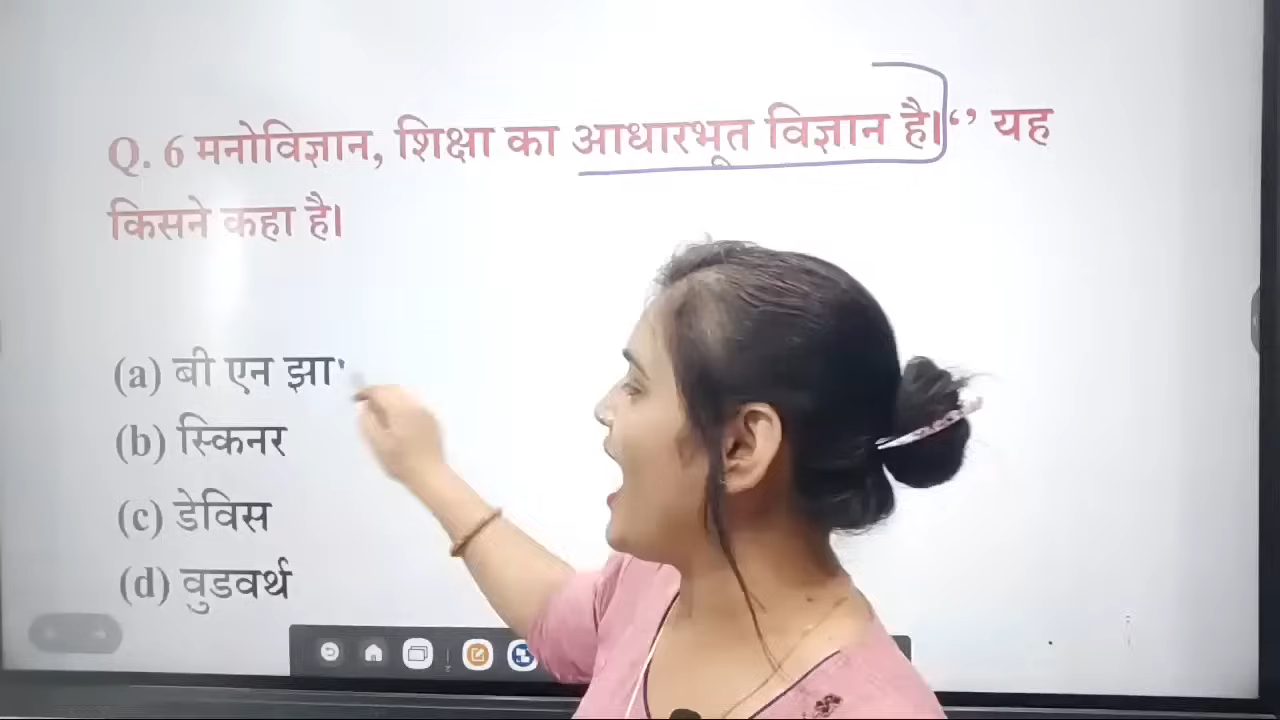 Q. 6 मनोविज्ञान, शिक्षा का आधारभूत विज्ञान है।‘’ यह
किसने कहा है।
(a) बी एन झा
(b) स्किनर
(c) डेविस
(d) वुडवर्थ